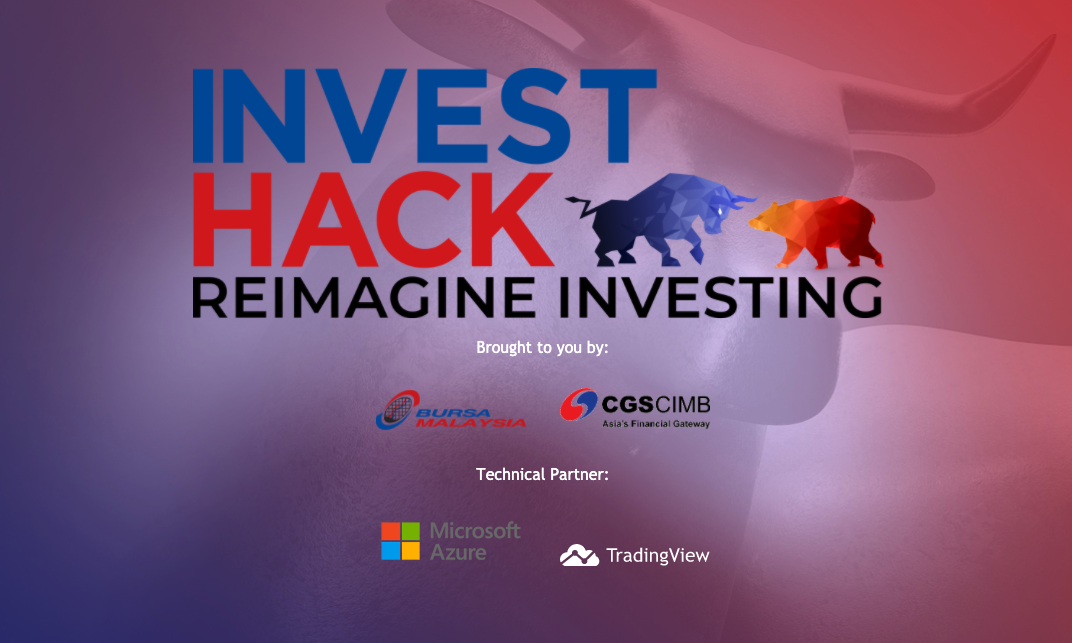 INVEST
HACK
REIMAGINE INVESTING
Brought to you by:
BURSA
MALAYSIA
CGSCIMB
Asia's Financial Gateway
Technical Partner:
Microsoft
Azure
TradingView